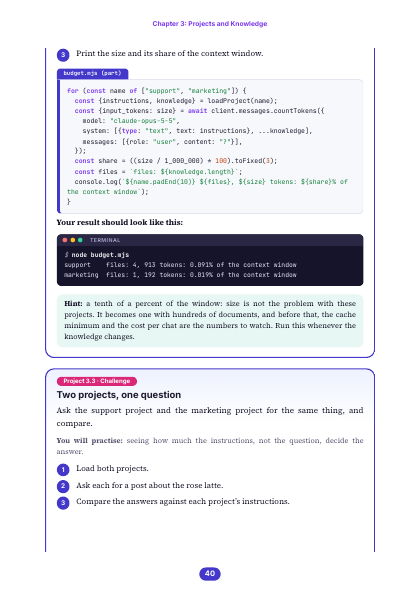 Chapter 3: Projects and Knowledge
3 Print the size and its share of the context window.
budget.mjs (part)
for (const name of ["support", "marketing"]) {
  const {instructions, knowledge} = loadProject(name);
  const {input_tokens: size} = await client.messages.countTokens({
    model: "claude-opus-5-5",
    system: [{type: "text", text: instructions}, ...knowledge],
    messages: [{role: "user", content: "?"}],
  });
  const share = ((size / 1_000_000) * 100).toFixed(3);
  const files = `files: ${knowledge.length}`;
  console.log(`${name.padEnd(10)} ${files}, ${size} tokens: ${share}% of
the context window`);
}
Your result should look like this:
TERMINAL
$ node budget.mjs
support    files: 4, 913 tokens: 0.091% of the context window
marketing  files: 1, 192 tokens: 0.019% of the context window
Hint: a tenth of a percent of the window: size is not the problem with these
projects. It becomes one with hundreds of documents, and before that, the cache
minimum and the cost per chat are the numbers to watch. Run this whenever the
knowledge changes.
Project 3.3 · Challenge
Two projects, one question
Ask the support project and the marketing project for the same thing, and
compare.
You will practise: seeing how much the instructions, not the question, decide the
answer.
1 Load both projects.
2 Ask each for a post about the rose latte.
3 Compare the answers against each project's instructions.
40